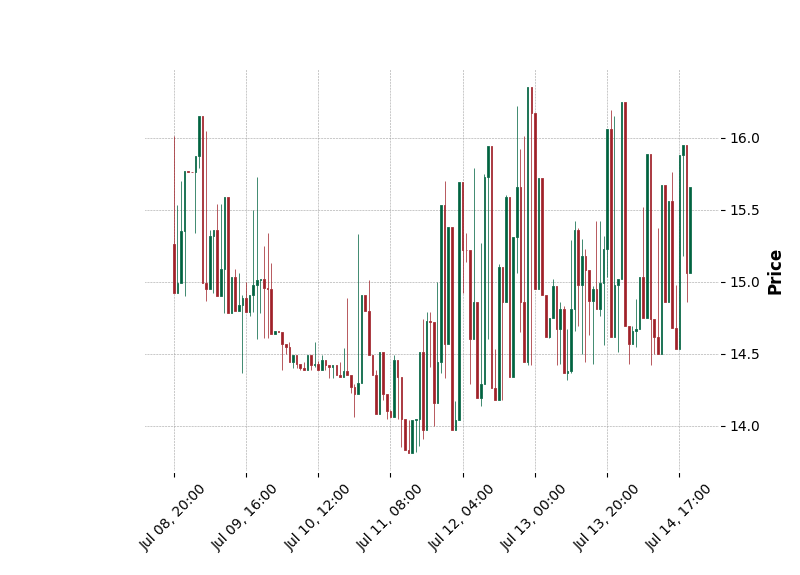 16.0
15.5
15.0
14.5
14.0
Price
Jul 08, 20:00
Jul 09, 16:00
Jul 10, 12:00
Jul 11, 08:00
Jul 12, 04:00
Jul 13, 00:00
Jul 13, 20:00
Jul 14, 17:00